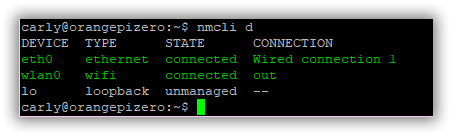 carly@orangepizero:~$ nmcli d
DEVICE  TYPE      STATE      CONNECTION
eth0    ethernet  connected  Wired connection 1
wlan0   wifi      connected  out
lo      loopback  unmanaged  --
carly@orangepizero:~$